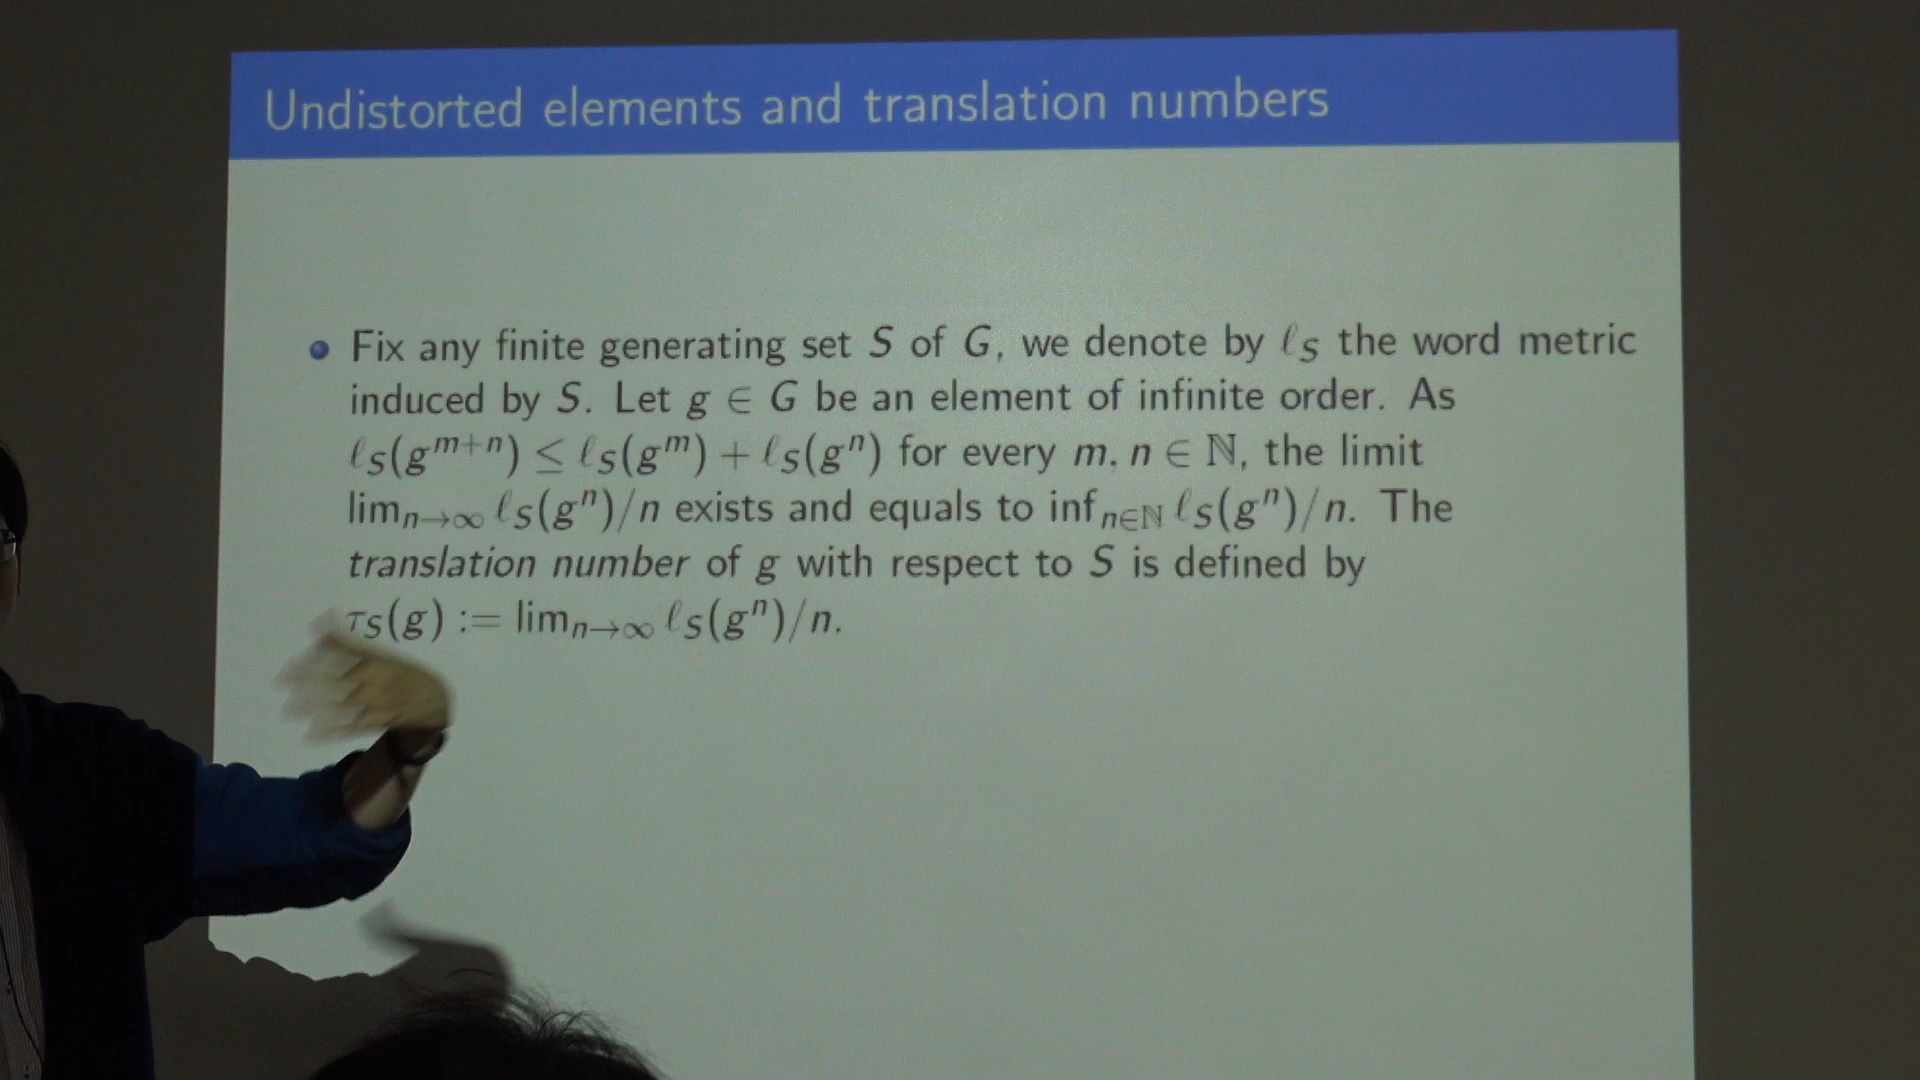 Undistorted elements and translation numbers
• Fix any finite generating set S of G, we denote by ℓ_S the word metric
induced by S. Let g ∈ G be an element of infinite order. As
ℓ_S(g^{m+n}) ≤ ℓ_S(g^m) + ℓ_S(g^n) for every m, n ∈ ℕ, the limit
lim_{n→∞} ℓ_S(g^n)/n exists and equals to inf_{n∈ℕ} ℓ_S(g^n)/n. The
translation number of g with respect to S is defined by
τ_S(g) := lim_{n→∞} ℓ_S(g^n)/n.